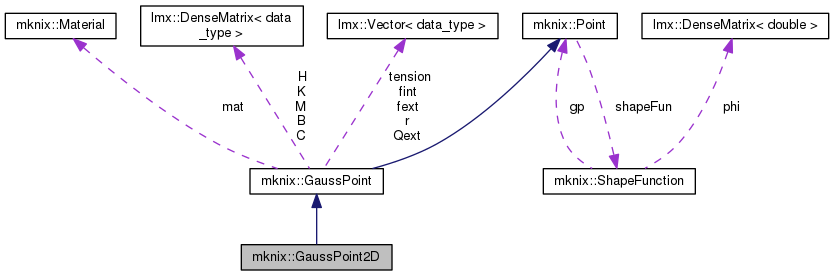 mknix::Material
lmx::DenseMatrix< data
_type >
lmx::Vector< data_type >
mknix::Point
lmx::DenseMatrix< double >
mat
H
K
M
B
C
tension
fint
fext
r
Qext
gp
shapeFun
phi
mknix::GaussPoint
mknix::ShapeFunction
mknix::GaussPoint2D